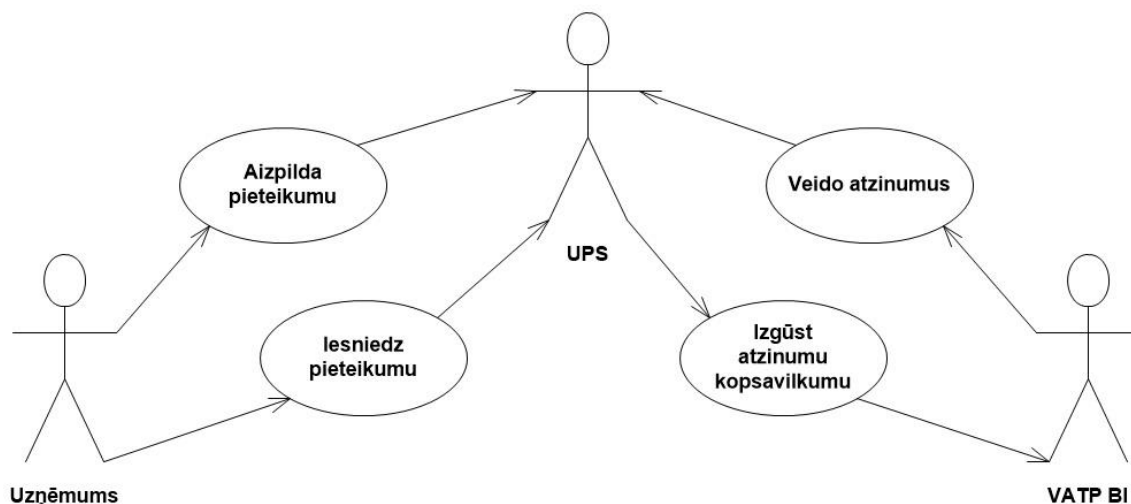 Aizpilda
pieteikumu
Veido atzinumus
UPS
Iesniedz
pieteikumu
Izgūst
atzinumu
kopsavilkumu
Uzņēmums
VATP BI